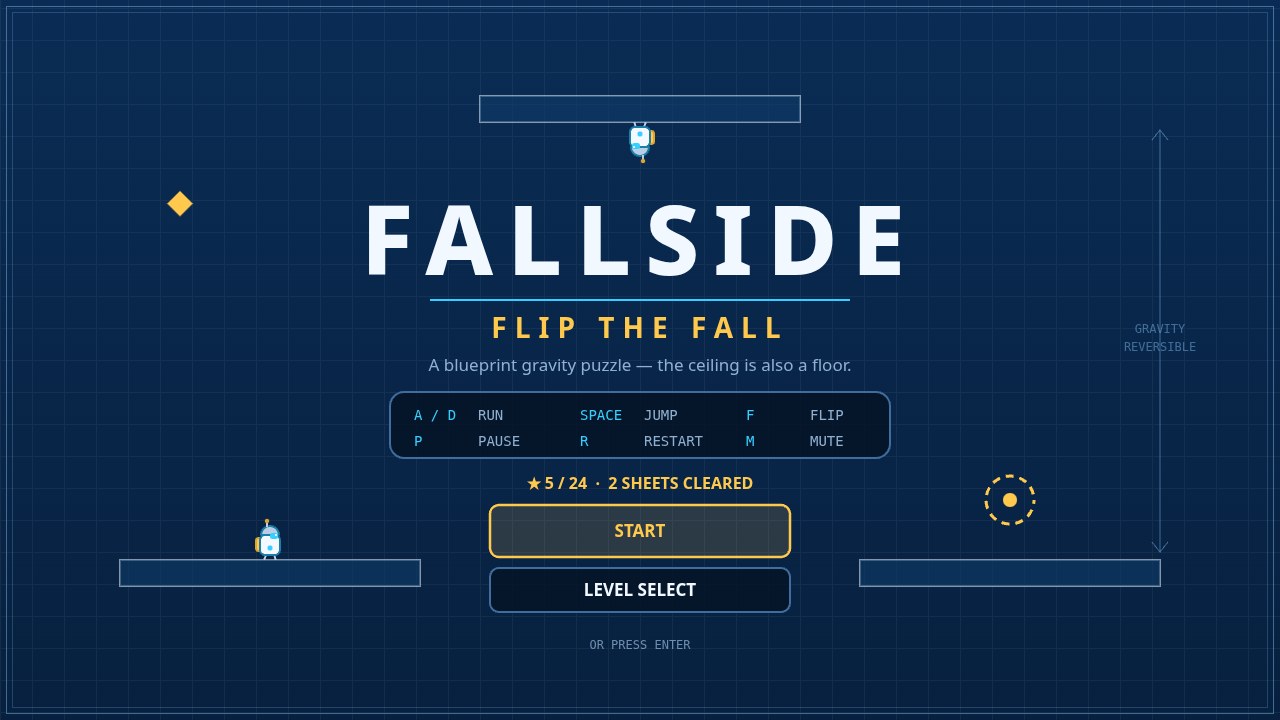 FALLSIDE
FLIP THE FALL
A blueprint gravity puzzle — the ceiling is also a floor.
GRAVITY
REVERSIBLE
A / D RUN SPACE JUMP F FLIP
P PAUSE R RESTART M MUTE
★ 5 / 24 · 2 SHEETS CLEARED
START
LEVEL SELECT
OR PRESS ENTER